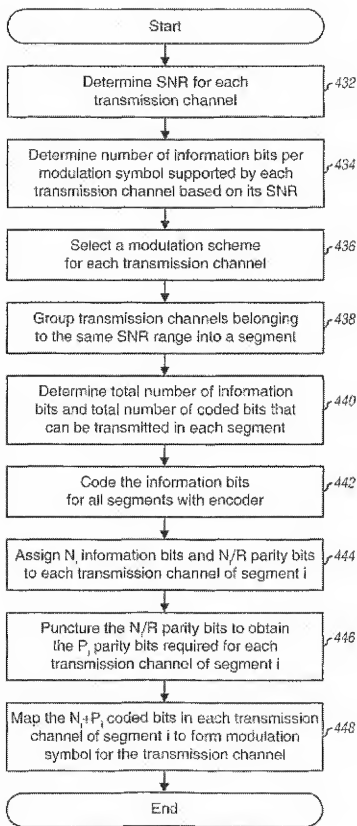 Start
Determine SNR for each
transmission channel
432
Determine number of information bits per
modulation symbol supported by each
transmission channel based on its SNR
434
Select a modulation scheme
for each transmission channel
436
Group transmission channels belonging
to the same SNR range into a segment
438
Determine total number of information
bits and total number of coded bits that
can be transmitted in each segment
440
Code the information bits
for all segments with encoder
442
Assign Nᵢ information bits and Nᵢ/R parity bits
to each transmission channel of segment i
444
Puncture the Nᵢ/R parity bits to obtain
the Pᵢ parity bits required for each
transmission channel of segment i
446
Map the Nᵢ+Pᵢ coded bits in each transmission
channel of segment i to form modulation
symbol for the transmission channel
448
End